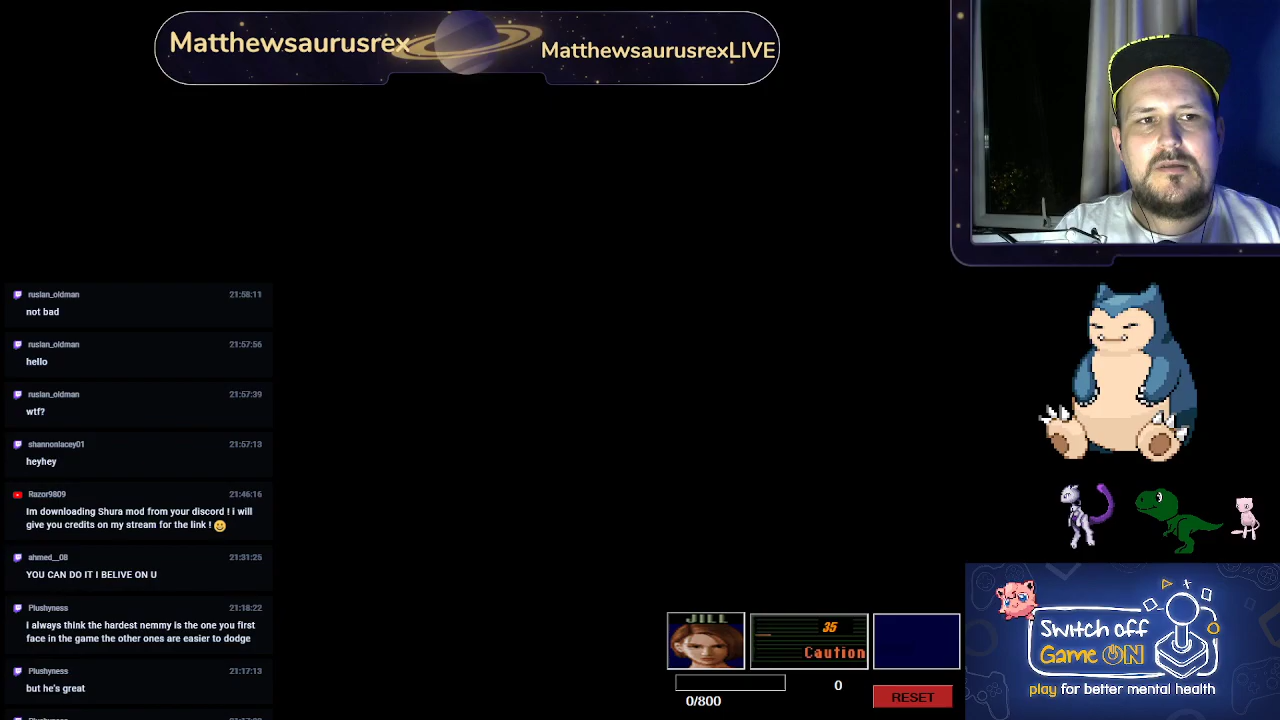 Matthewsaurusrex
MatthewsaurusrexLIVE
ruslan_oldman 21:58:11
not bad
ruslan_oldman 21:57:56
hello
ruslan_oldman 21:57:39
wtf?
shannonlacey01 21:57:13
heyhey
Razor9809 21:46:16
Im downloading Shura mod from your discord ! i will
give you credits on my stream for the link !
ahmed__08 21:31:25
YOU CAN DO IT I BELIVE ON U
Plushyness 21:18:22
i always think the hardest nemmy is the one you first
face in the game the other ones are easier to dodge
Plushyness 21:17:13
but he's great
JILL
35
Caution
0
0/800
RESET
Switch off
Game ON
play for better mental health